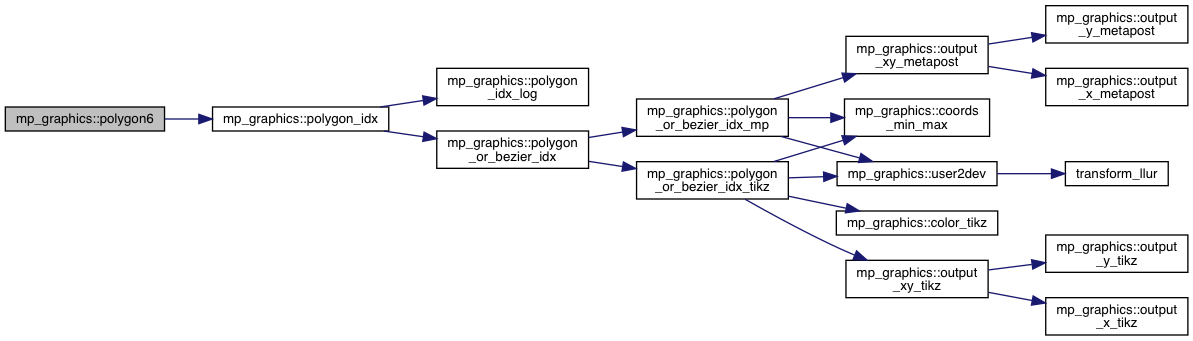 mp_graphics::polygon6
mp_graphics::polygon_idx
mp_graphics::polygon
_idx_log
mp_graphics::polygon
_or_bezier_idx
mp_graphics::polygon
_or_bezier_idx_mp
mp_graphics::polygon
_or_bezier_idx_tikz
mp_graphics::output
_xy_metapost
mp_graphics::coords
_min_max
mp_graphics::user2dev
mp_graphics::color_tikz
mp_graphics::output
_xy_tikz
mp_graphics::output
_y_metapost
mp_graphics::output
_x_metapost
transform_llur
mp_graphics::output
_y_tikz
mp_graphics::output
_x_tikz